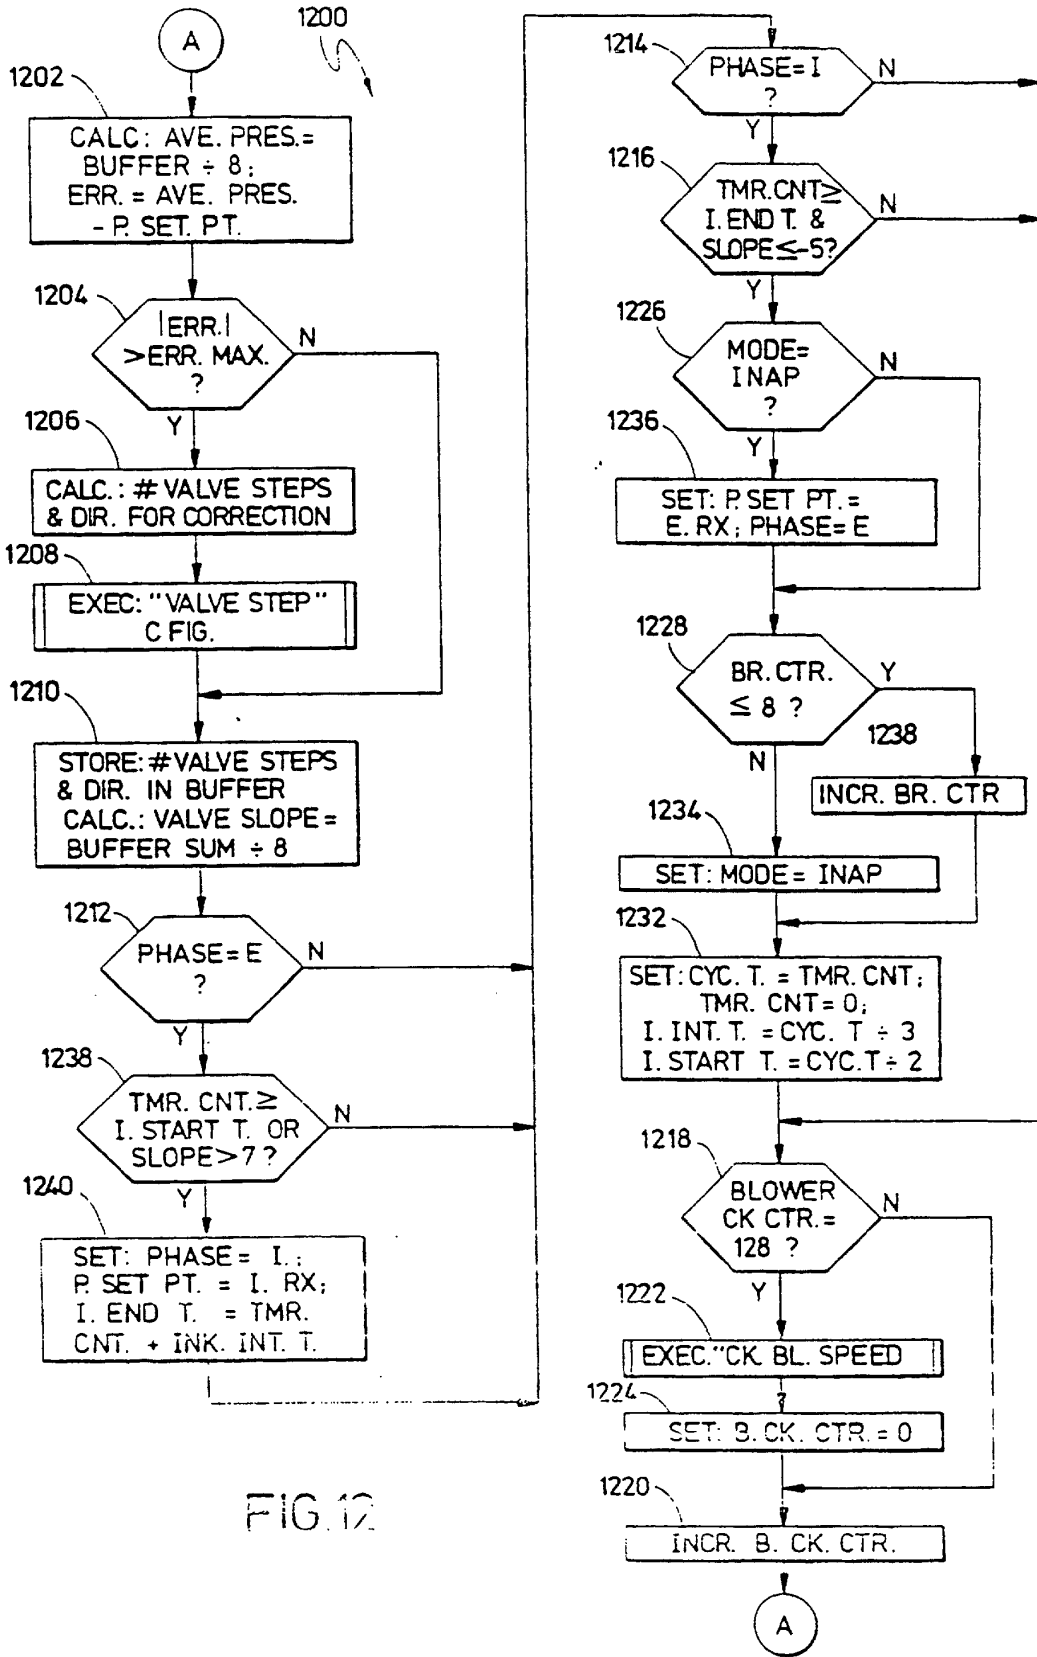 A
1200
1202
CALC: AVE. PRES.=
BUFFER ÷ 8;
ERR. = AVE. PRES.
- P. SET. PT.
1204
|ERR.|
>ERR. MAX.
?
N
Y
1206
CALC.: # VALVE STEPS
& DIR. FOR CORRECTION
1208
EXEC: "VALVE STEP"
C FIG.
1210
STORE: # VALVE STEPS
& DIR. IN BUFFER
CALC.: VALVE SLOPE=
BUFFER SUM ÷ 8
1212
PHASE= E
?
N
Y
1238
TMR. CNT.≥
I. START T. OR
SLOPE>7?
N
Y
1240
SET: PHASE= I.;
P. SET PT. = I. RX;
I. END T. = TMR.
CNT. + INK. INT. T.
FIG.12
1214
PHASE= I
?
N
Y
1216
TMR.CNT≥
I.END T. &
SLOPE≤-5?
N
Y
1226
MODE=
INAP
?
N
Y
1236
SET: P. SET PT.=
E. RX; PHASE= E
1228
BR. CTR.
≤ 8 ?
Y
N
1238
INCR. BR. CTR
1234
SET: MODE= INAP
1232
SET: CYC. T. = TMR. CNT;
TMR. CNT=0;
I. INT. T. =CYC. T ÷ 3
I. START T. =CYC.T÷2
1218
BLOWER
CK CTR.=
128 ?
N
Y
1222
EXEC."CK. BL. SPEED
1224
SET: B. CK. CTR. = 0
1220
INCR. B. CK. CTR.
A